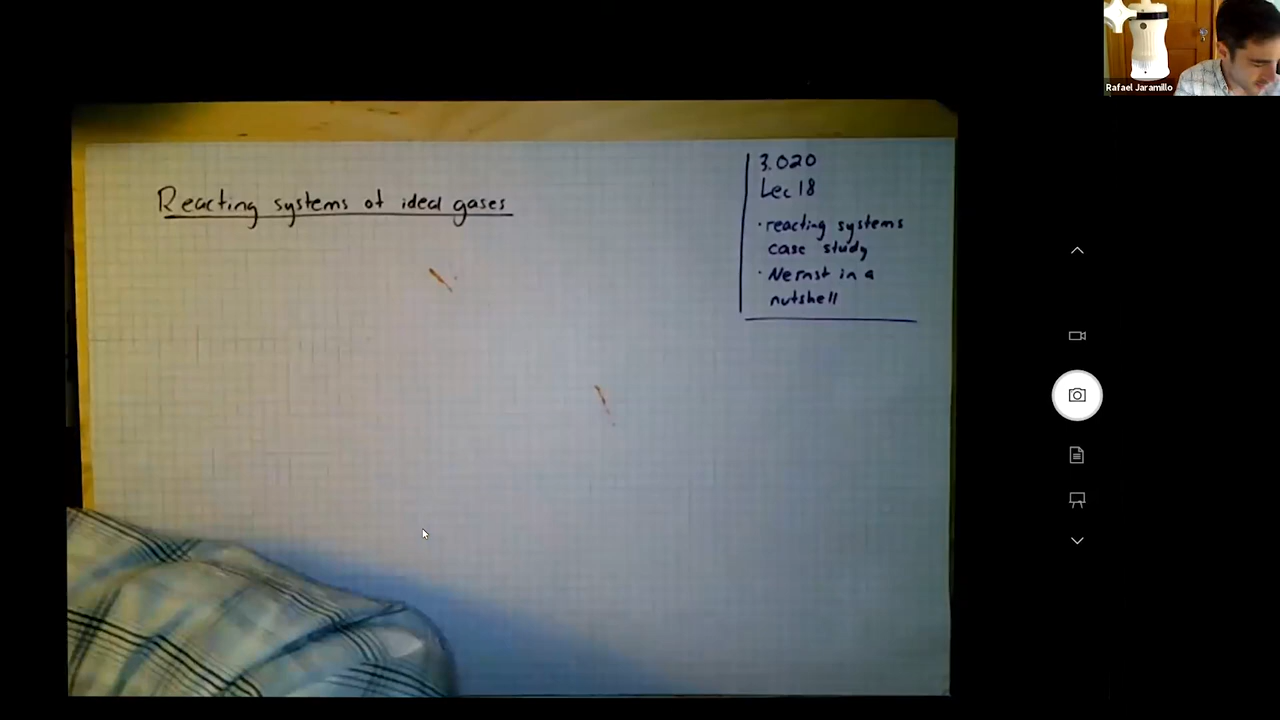 Rafael Jaramillo
3.020
Lec 18
Reacting systems of ideal gases
· reacting systems
case study
· Nernst in a
nutshell